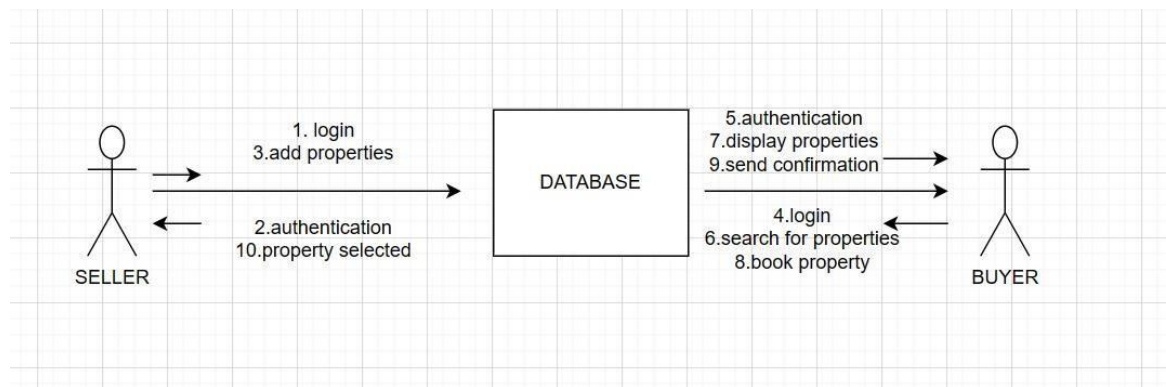 1. login
3.add properties
2.authentication
10.property selected
SELLER
DATABASE
5.authentication
7.display properties
9.send confirmation
4.login
6.search for properties
8.book property
BUYER